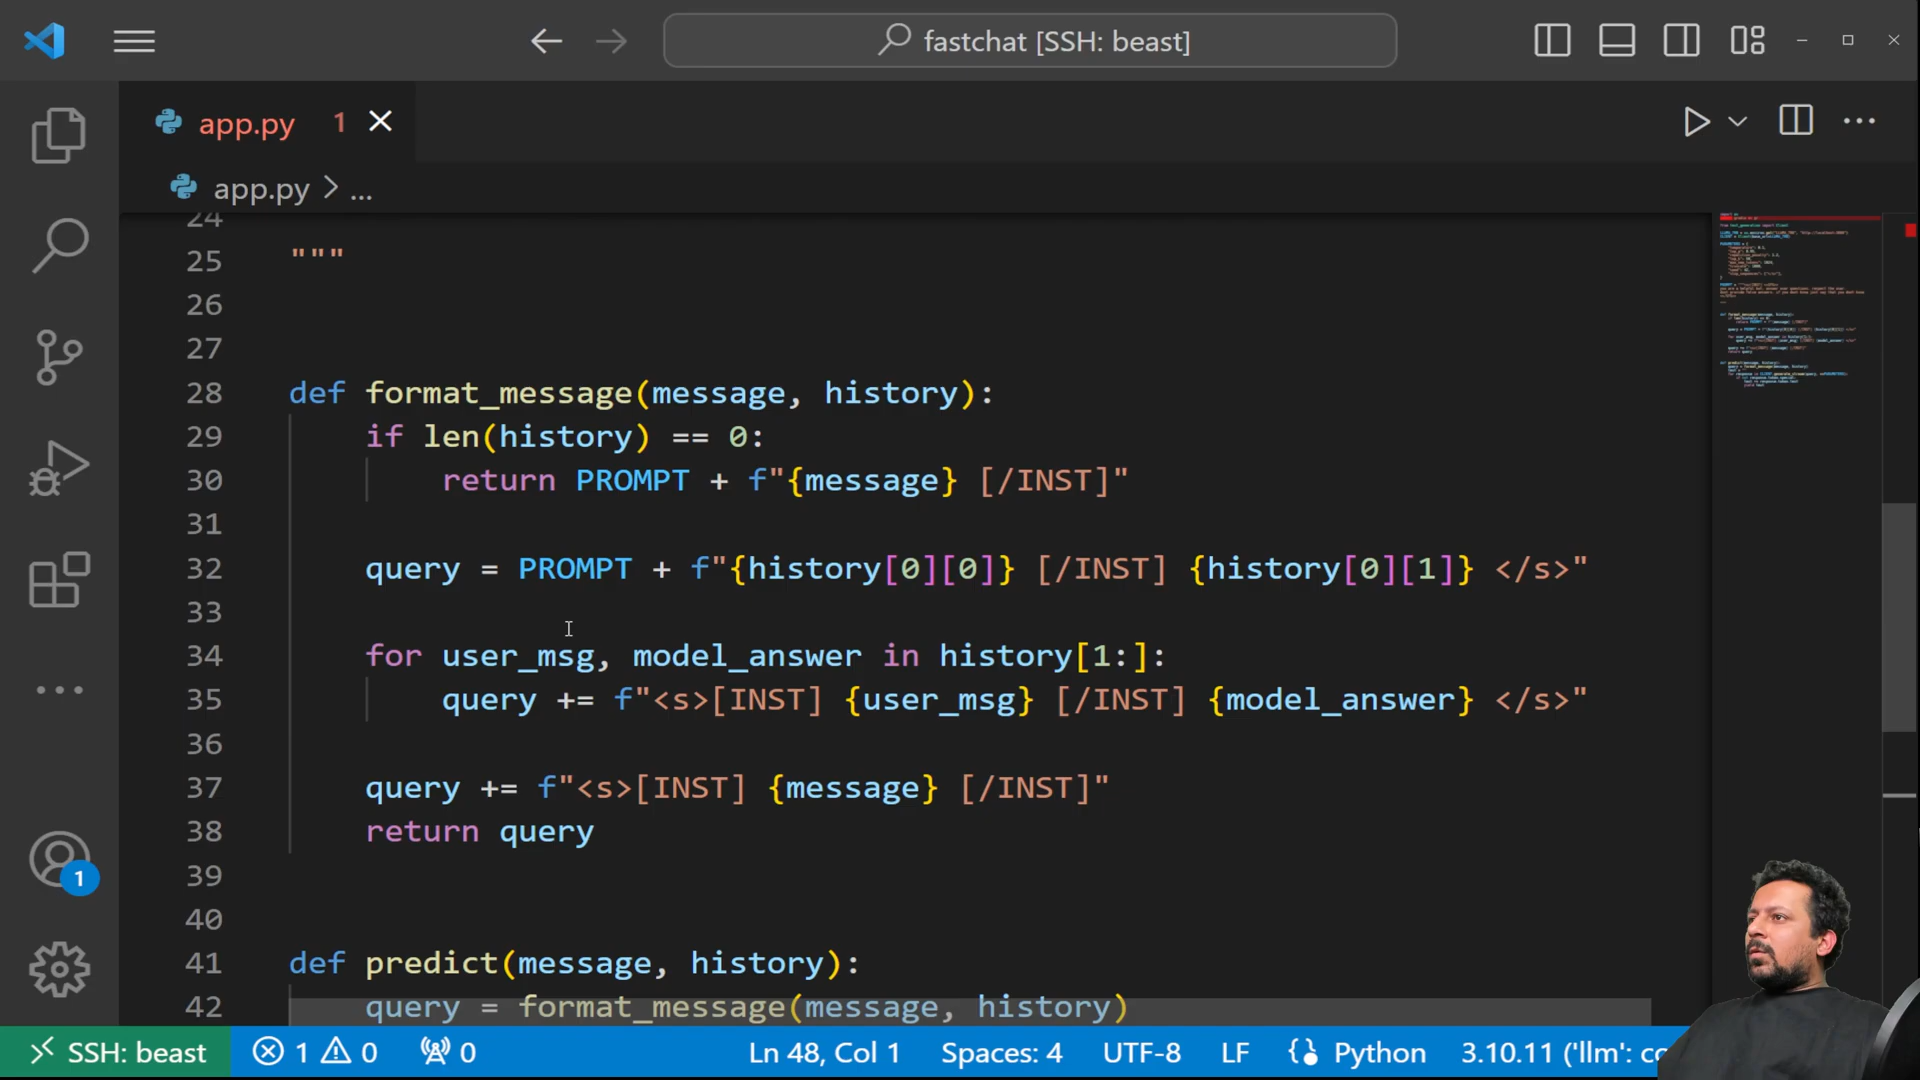 fastchat [SSH: beast]
app.py 1
app.py > ...
24
25 """
26
27
28 def format_message(message, history):
29 if len(history) == 0:
30 return PROMPT + f"{message} [/INST]"
31
32 query = PROMPT + f"{history[0][0]} [/INST] {history[0][1]} </s>"
33
34 for user_msg, model_answer in history[1:]:
35 query += f"<s>[INST] {user_msg} [/INST] {model_answer} </s>"
36
37 query += f"<s>[INST] {message} [/INST]"
38 return query
39
40
41 def predict(message, history):
42 query = format_message(message, history)
1
SSH: beast 1 0 0 Ln 48, Col 1 Spaces: 4 UTF-8 LF Python 3.10.11 ('llm': co